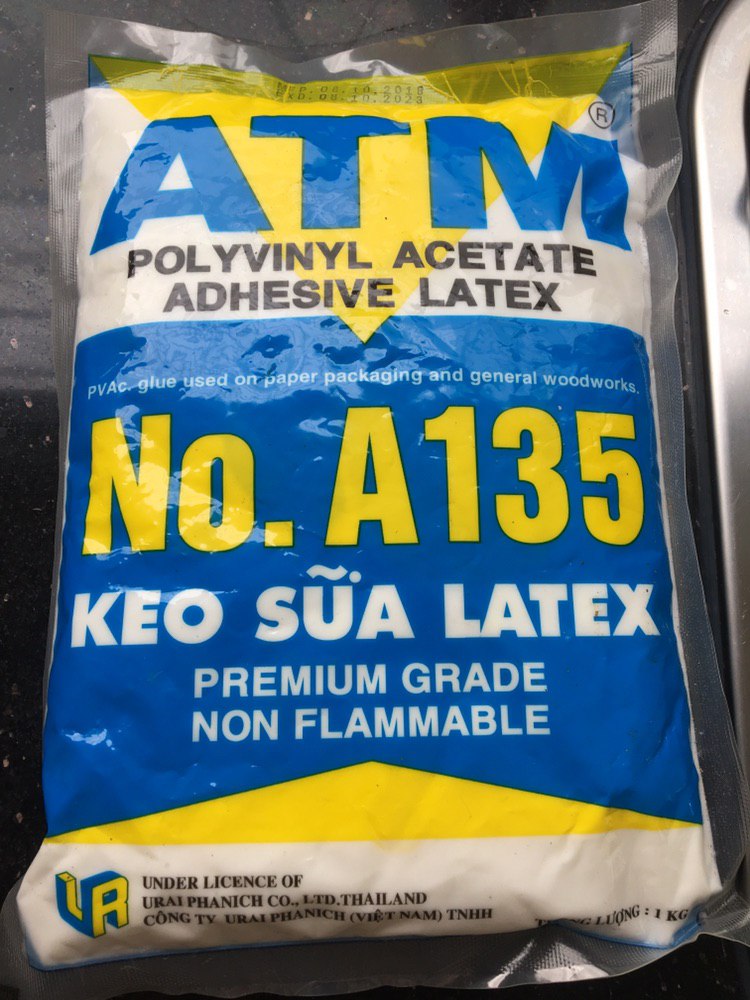 08.10.2018
08.10.2023
ATM®
POLYVINYL ACETATE
ADHESIVE LATEX
PVAc. glue used on paper packaging and general woodworks.
No. A135
KEO SỮA LATEX
PREMIUM GRADE
NON FLAMMABLE
UNDER LICENCE OF
URAI PHANICH CO., LTD.THAILAND
CÔNG TY URAI PHANICH (VIỆT NAM) TNHH
TRỌNG LƯỢNG : 1 KG